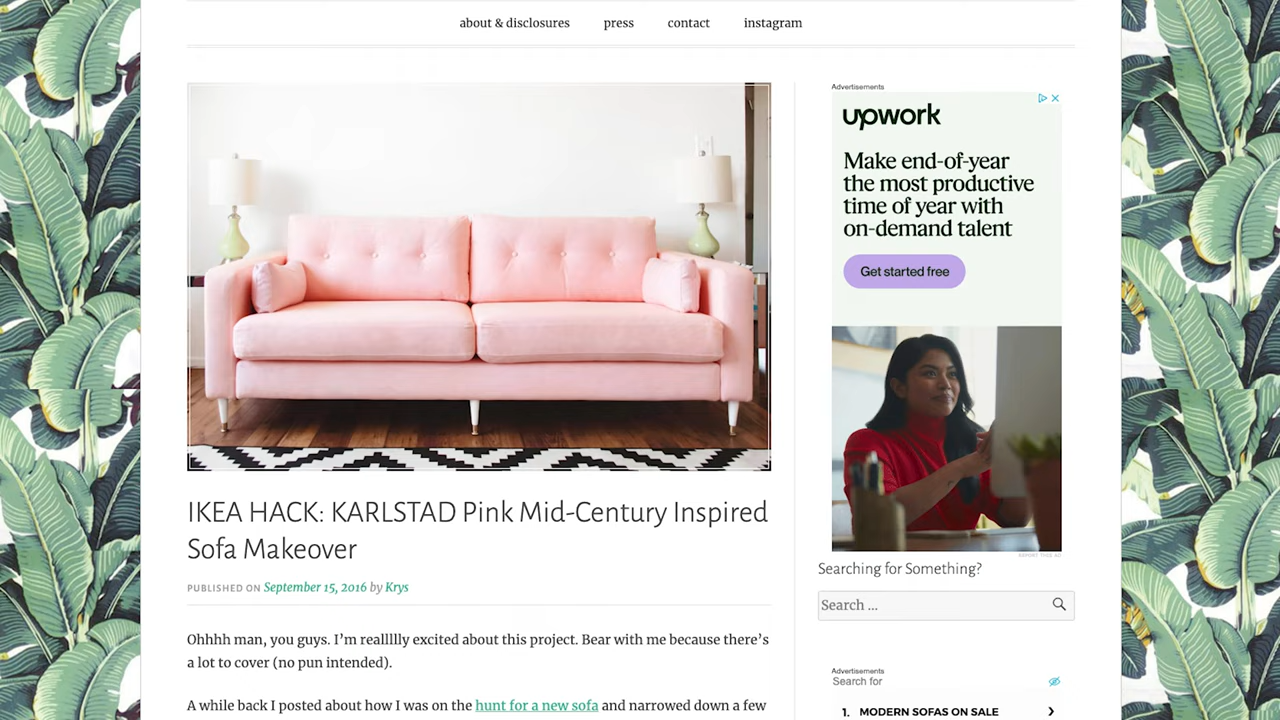 about & disclosures press contact instagram
Advertisements
upwork
Make end-of-year
the most productive
time of year with
on-demand talent
Get started free
IKEA HACK: KARLSTAD Pink Mid-Century Inspired
Sofa Makeover
PUBLISHED ON September 15, 2016 by Krys
Ohhhh man, you guys. I'm reallllly excited about this project. Bear with me because there's
a lot to cover (no pun intended).
A while back I posted about how I was on the hunt for a new sofa and narrowed down a few
REPORT THIS AD
Searching for Something?
Search ...
Advertisements
Search for
1. MODERN SOFAS ON SALE